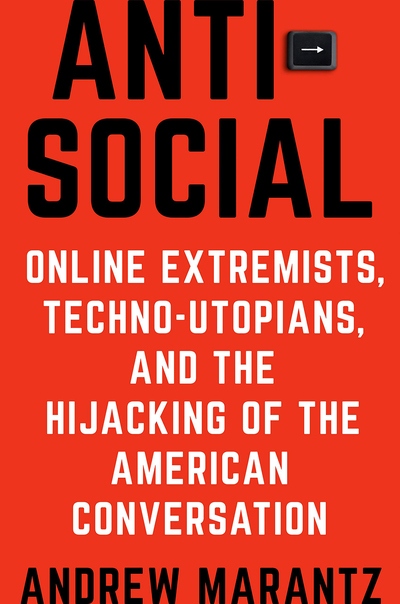 ANTI→
SOCIAL
ONLINE EXTREMISTS,
TECHNO-UTOPIANS,
AND THE
HIJACKING OF THE
AMERICAN
CONVERSATION
ANDREW MARANTZ